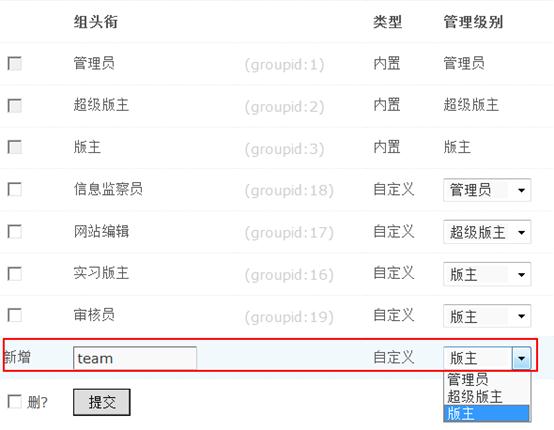 组头衔 类型 管理级别
管理员 (groupid:1) 内置 管理员
超级版主 (groupid:2) 内置 超级版主
版主 (groupid:3) 内置 版主
信息监察员 (groupid:18) 自定义 管理员
网站编辑 (groupid:17) 自定义 超级版主
实习版主 (groupid:16) 自定义 版主
审核员 (groupid:19) 自定义 版主
新增 team 自定义 版主
管理员
超级版主
版主
删? 提交